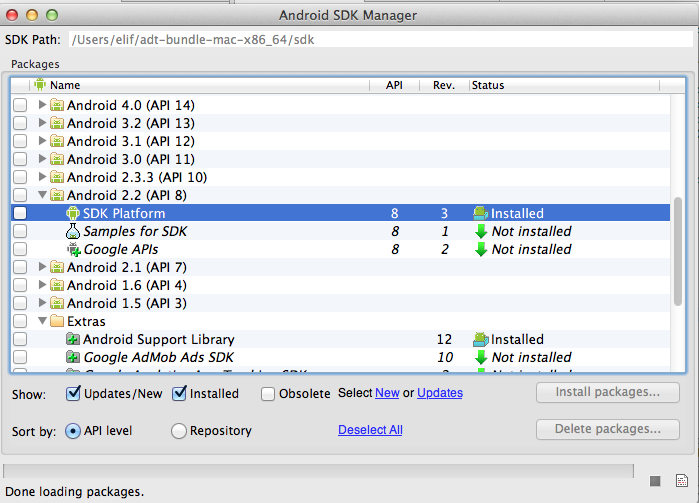 Android SDK Manager
SDK Path: /Users/elif/adt-bundle-mac-x86_64/sdk
Packages
Name API Rev. Status
Android 4.0 (API 14)
Android 3.2 (API 13)
Android 3.1 (API 12)
Android 3.0 (API 11)
Android 2.3.3 (API 10)
Android 2.2 (API 8)
SDK Platform 8 3 Installed
Samples for SDK 8 1 Not installed
Google APIs 8 2 Not installed
Android 2.1 (API 7)
Android 1.6 (API 4)
Android 1.5 (API 3)
Extras
Android Support Library 12 Installed
Google AdMob Ads SDK 10 Not installed
Show: Updates/New Installed Obsolete Select New or Updates Install packages...
Sort by: API level Repository Deselect All Delete packages...
Done loading packages.